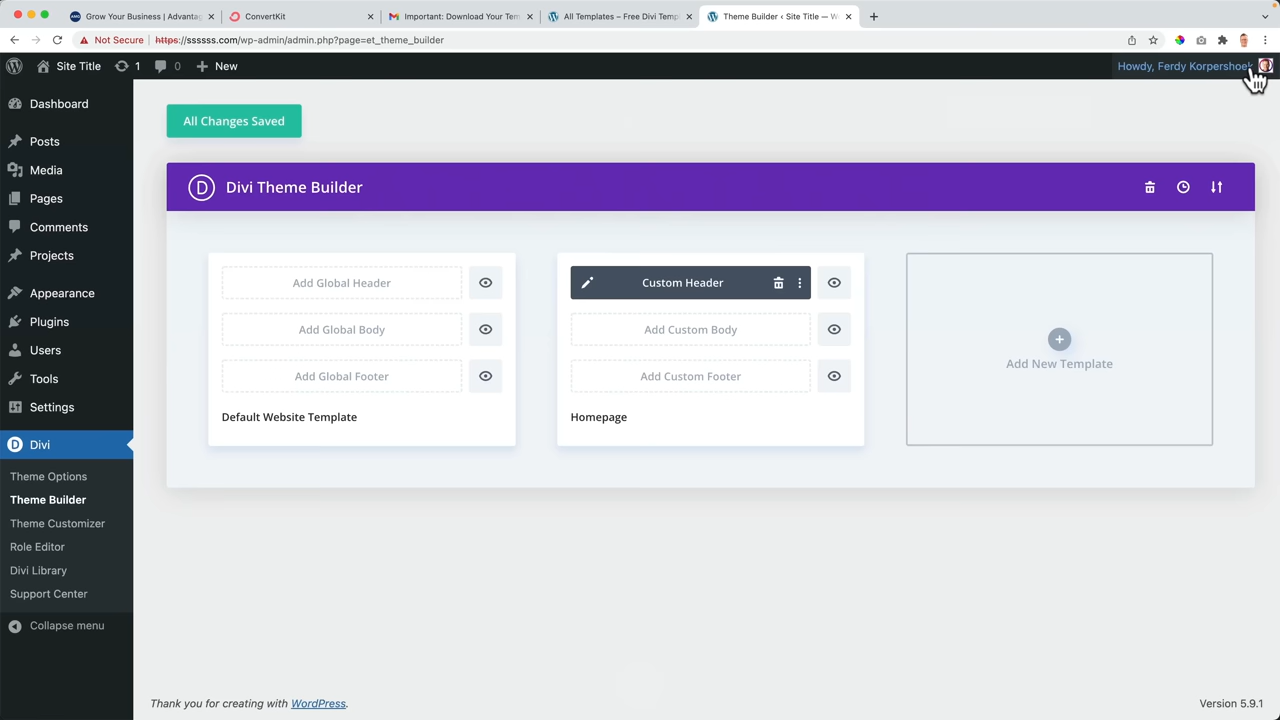 Grow Your Business | Advantag
ConvertKit
Important: Download Your Tem
All Templates – Free Divi Templ
Theme Builder ‹ Site Title — W
Not Secure
https://ssssss.com/wp-admin/admin.php?page=et_theme_builder
Site Title
1
0
New
Howdy, Ferdy Korpershoek
Dashboard
Posts
Media
Pages
Comments
Projects
Appearance
Plugins
Users
Tools
Settings
D Divi
Theme Options
Theme Builder
Theme Customizer
Role Editor
Divi Library
Support Center
Collapse menu
All Changes Saved
D Divi Theme Builder
Add Global Header
Add Global Body
Add Global Footer
Default Website Template
Custom Header
Add Custom Body
Add Custom Footer
Homepage
Add New Template
Thank you for creating with WordPress.
Version 5.9.1